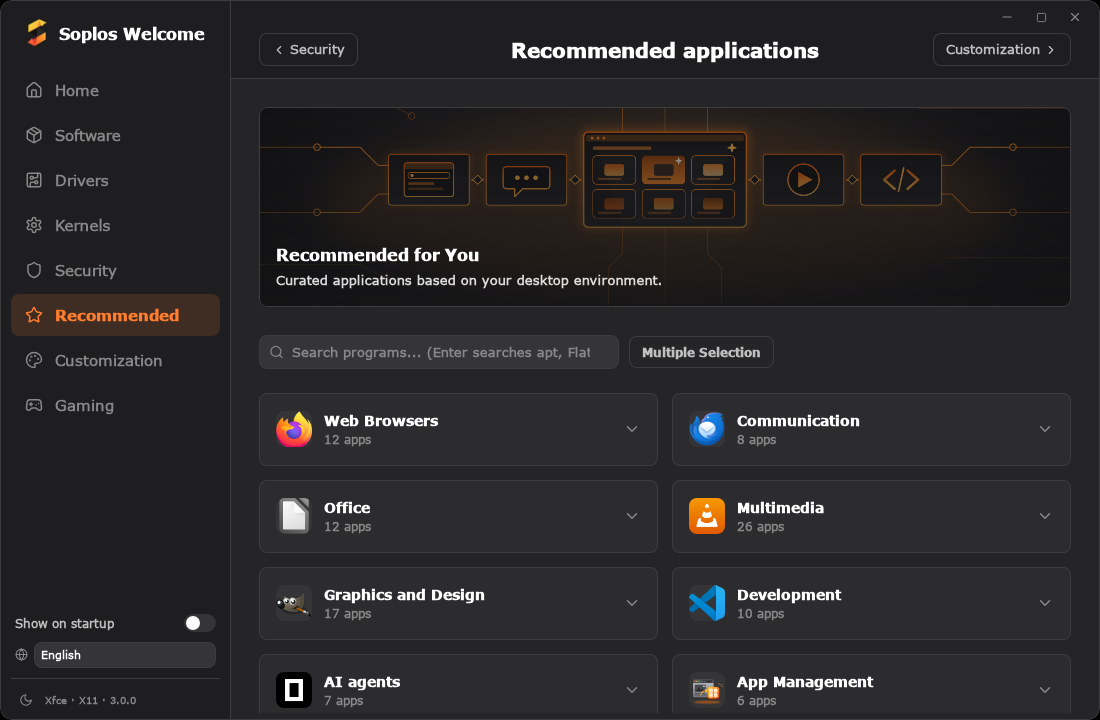 Soplos Welcome
Home
Software
Drivers
Kernels
Security
Recommended
Customization
Gaming
Show on startup
English
Xfce · X11 · 3.0.0
Security
Recommended applications
Customization
Recommended for You
Curated applications based on your desktop environment.
Search programs... (Enter searches apt, Flat
Multiple Selection
Web Browsers
12 apps
Communication
8 apps
Office
12 apps
Multimedia
26 apps
Graphics and Design
17 apps
Development
10 apps
AI agents
7 apps
App Management
6 apps